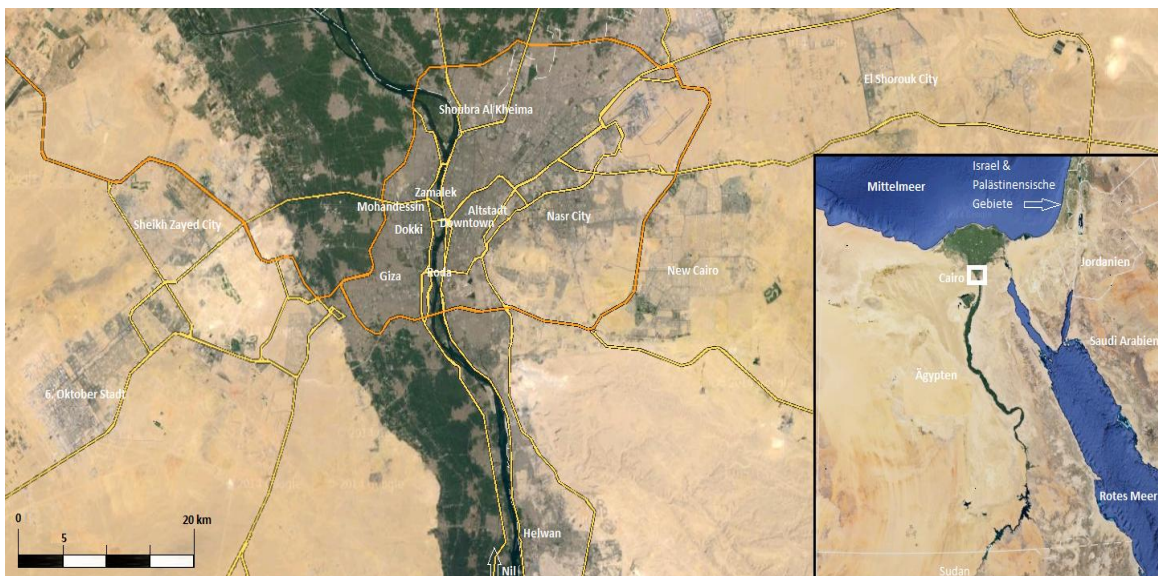 El Shorouk City
Shoubra Al Kheima
Zamalek
Mohandessin
Altstadt
Downtown
Nasr City
Dokki
Sheikh Zayed City
Giza
Roda
New Cairo
6. Oktober Stadt
Helwan
Nil
0
5
20 km
Israel &
Palästinensische
Gebiete
Mittelmeer
Cairo
Jordanien
Saudi Arabien
Ägypten
Rotes Meer
Sudan